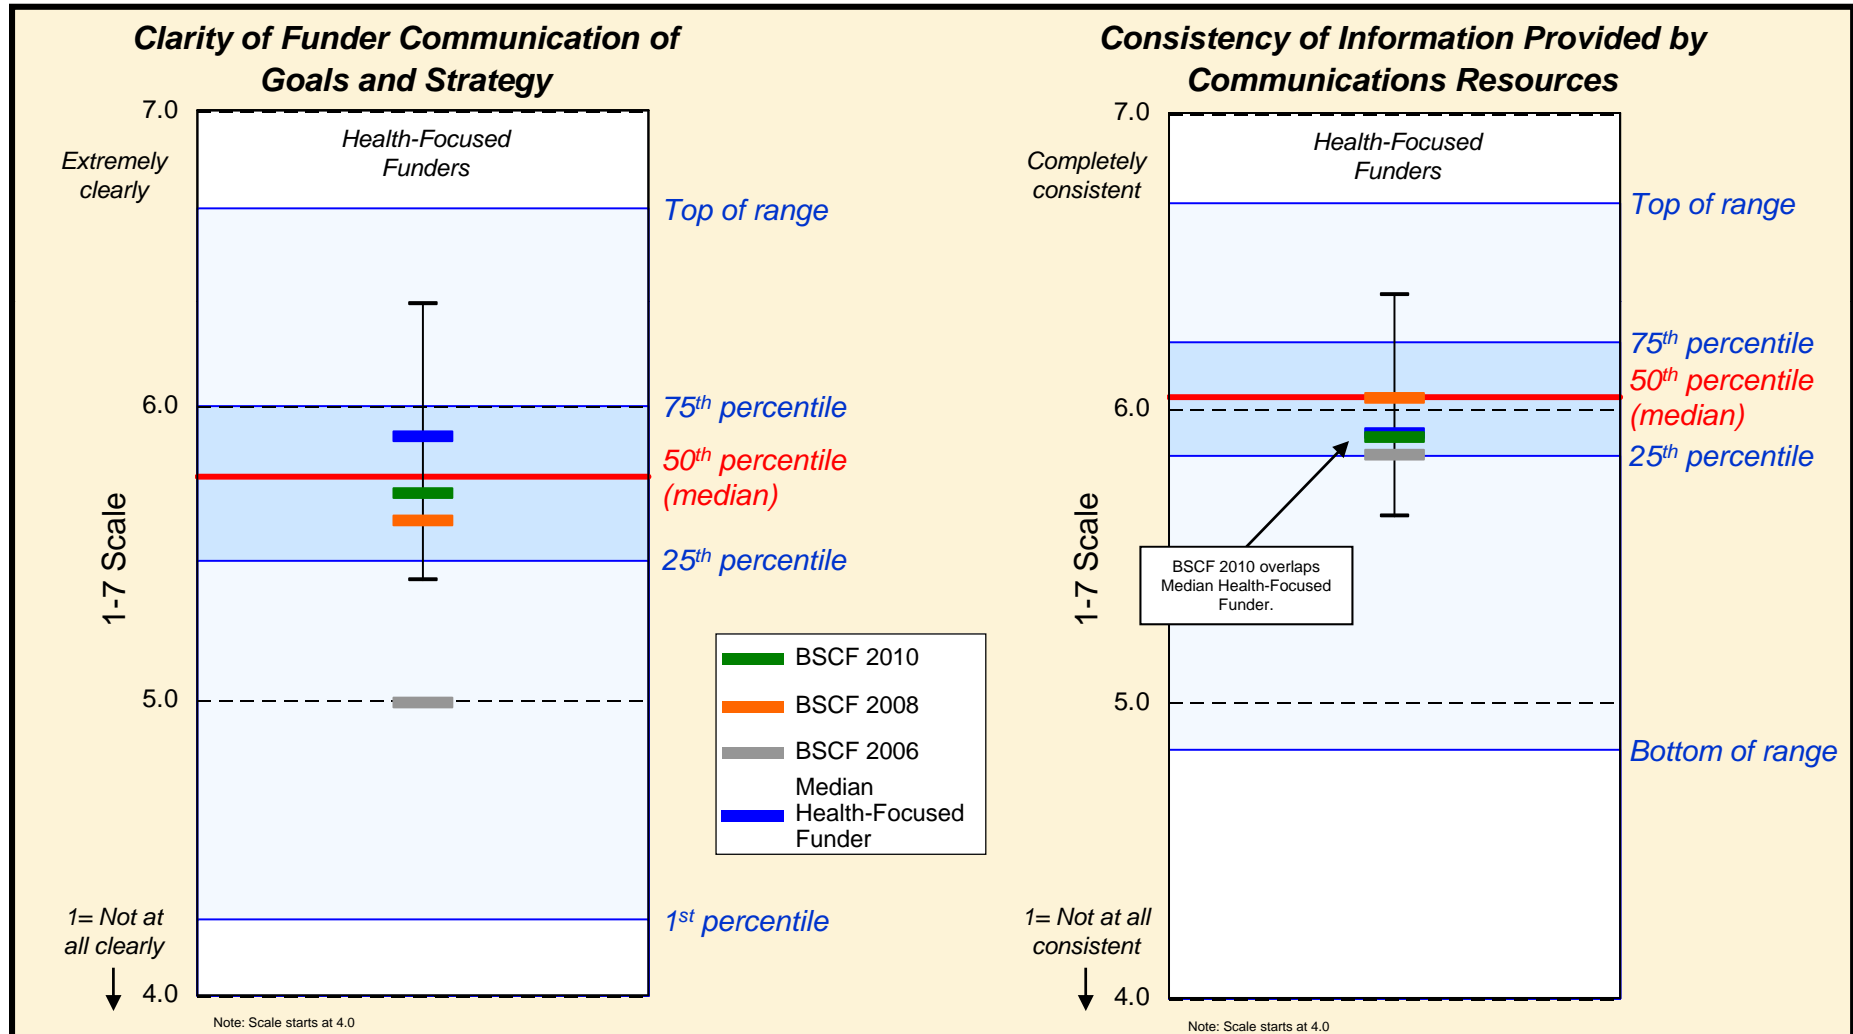 Clarity of Funder Communication of
Goals and Strategy
7.0
Health-Focused
Funders
Extremely
clearly
Top of range
6.0
75th percentile
50th percentile
(median)
25th percentile
1-7 Scale
5.0
1= Not at
all clearly
1st percentile
4.0
Note: Scale starts at 4.0
BSCF 2010
BSCF 2008
BSCF 2006
Median
Health-Focused
Funder
Consistency of Information Provided by
Communications Resources
7.0
Health-Focused
Funders
Completely
consistent
Top of range
75th percentile
6.0
50th percentile
(median)
25th percentile
1-7 Scale
BSCF 2010 overlaps
Median Health-Focused
Funder.
5.0
Bottom of range
1= Not at all
consistent
4.0
Note: Scale starts at 4.0